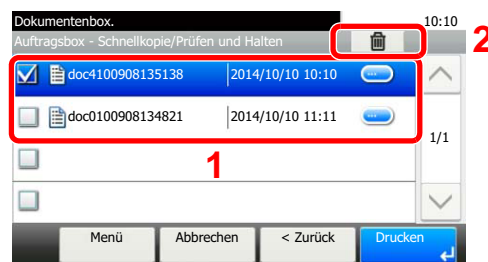 Dokumentenbox. 10:10
Auftragsbox - Schnellkopie/Prüfen und Halten 2
doc4100908135138 2014/10/10 10:10
doc0100908134821 2014/10/10 11:11
1/1
1
Menü Abbrechen < Zurück Drucken